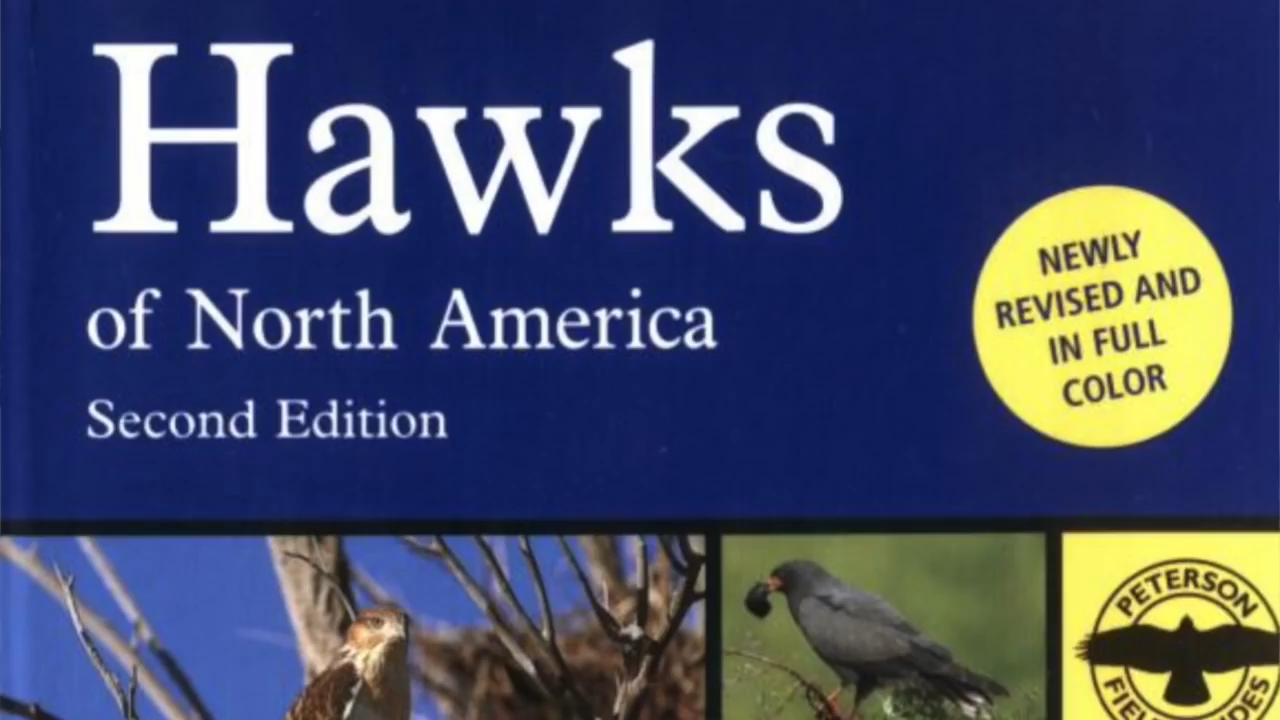 Hawks
of North America
Second Edition
NEWLY
REVISED AND
IN FULL
COLOR
PETERSON